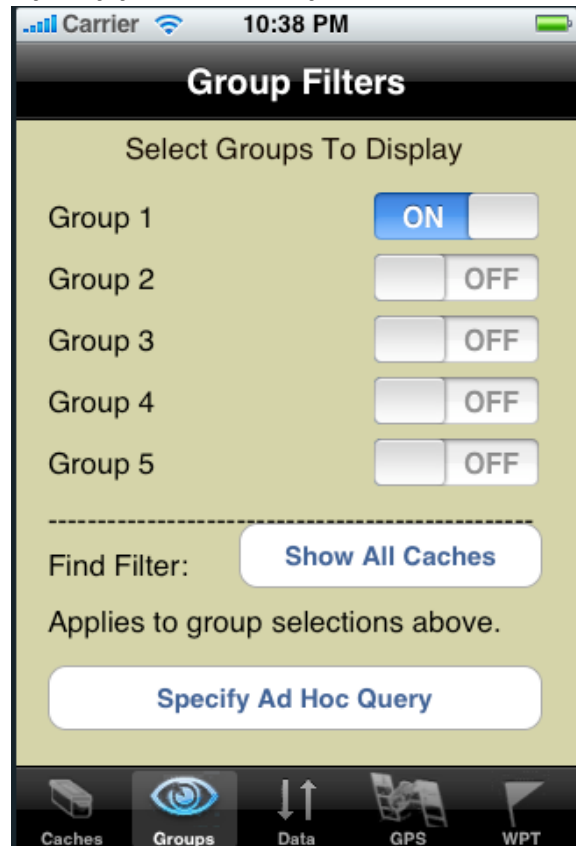 Carrier 10:38 PM
Group Filters
Select Groups To Display
Group 1 ON
Group 2 OFF
Group 3 OFF
Group 4 OFF
Group 5 OFF
--------------------------------------------------
Find Filter: Show All Caches
Applies to group selections above.
Specify Ad Hoc Query
Caches Groups Data GPS WPT